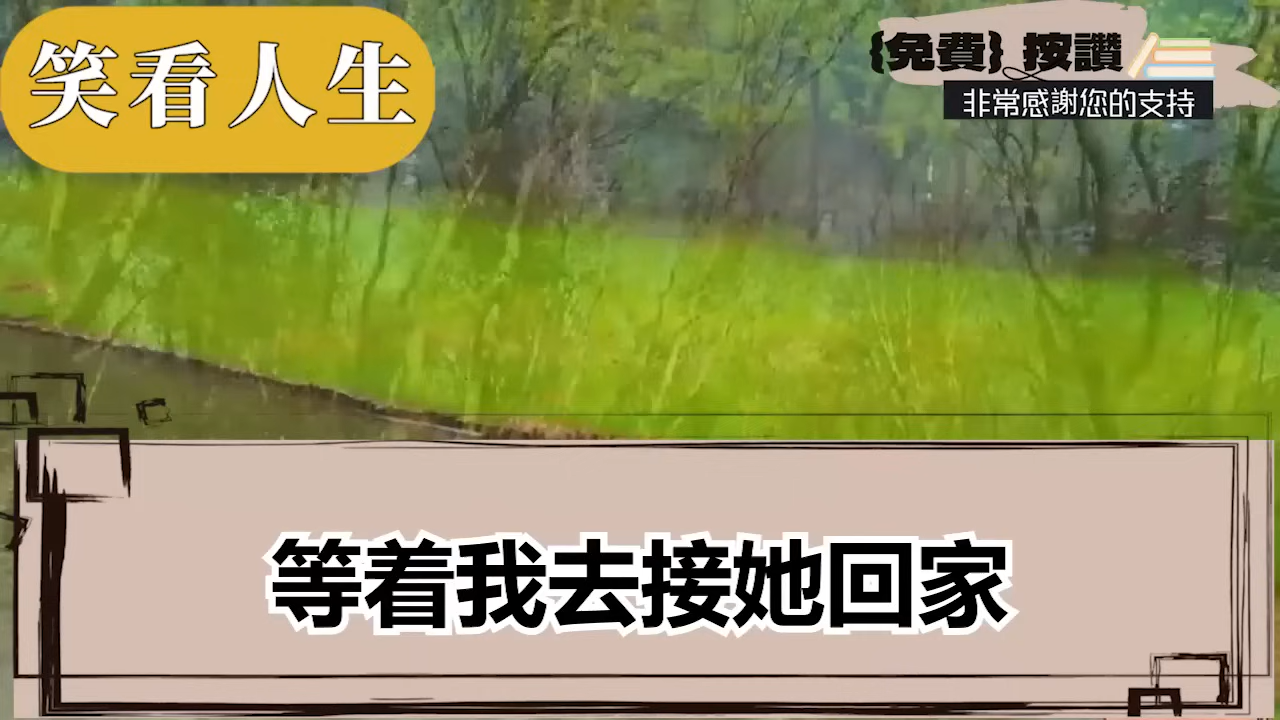 笑看人生
{免費} 按讚
非常感謝您的支持
等着我去接她回家